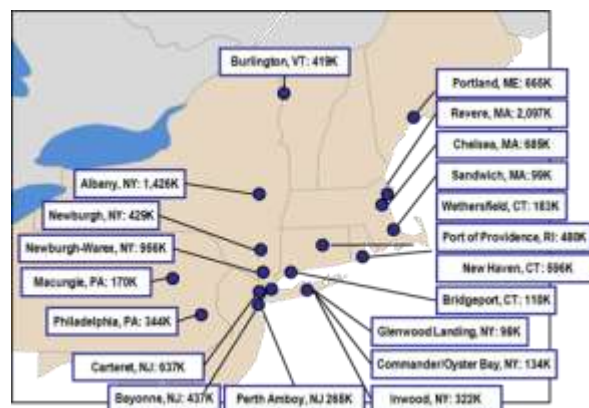 Burlington, VT: 419K
Portland, ME: 665K
Revere, MA: 2,097K
Chelsea, MA: 685K
Albany, NY: 1,426K
Sandwich, MA: 99K
Wethersfield, CT: 183K
Newburgh, NY: 429K
Port of Providence, RI: 480K
Newburgh-Warex, NY: 956K
New Haven, CT: 596K
Macungie, PA: 170K
Bridgeport, CT: 110K
Philadelphia, PA: 344K
Glenwood Landing, NY: 98K
Carteret, NJ: 637K
Commander/Oyster Bay, NY: 134K
Bayonne, NJ: 437K
Perth Amboy, NJ 265K
Inwood, NY: 322K